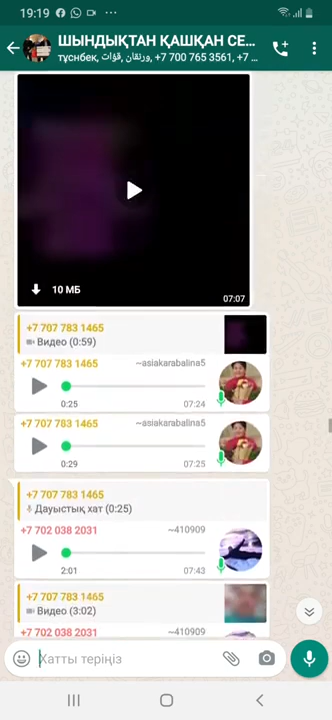 19:19
ШЫНДЫҚТАН ҚАШҚАН СЕ...
түснбек, ورنقان, قۇات, +7 700 765 3561, +7 ...
10 МБ
07:07
+7 707 783 1465
Видео (0:59)
+7 707 783 1465 ~asiakarabalina5
0:25 07:24
+7 707 783 1465 ~asiakarabalina5
0:29 07:25
+7 707 783 1465
Дауыстық хат (0:25)
+7 702 038 2031 ~410909
2:01 07:43
+7 707 783 1465
Видео (3:02)
+7 702 038 2031 ~410909
Хатты теріңіз